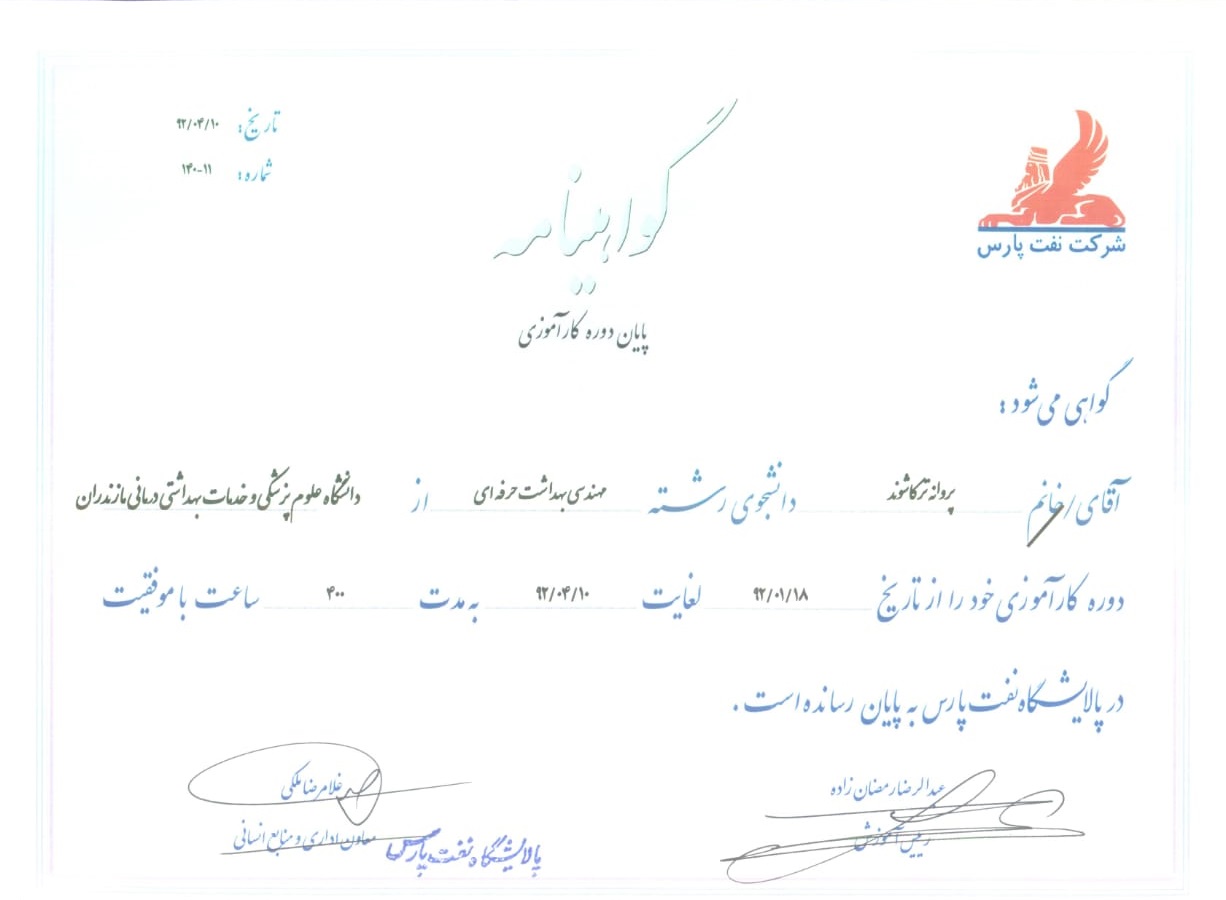 تاریخ: ۹۲/۰۴/۱۰
شماره: ۱۱-۱۴۰
شرکت نفت پارس
گواهینامه
پایان دوره کارآموزی
گواهی می شود :
آقای/خانم پروانه ترکاشوند دانشجوی رشته مهندسی بهداشت حرفه ای از دانشگاه علوم پزشکی و خدمات بهداشتی درمانی مازندران
دوره کارآموزی خود را از تاریخ ۹۲/۰۱/۱۸ لغایت ۹۲/۰۴/۱۰ به مدت ۴۰۰ ساعت با موفقیت
در پالایشگاه نفت پارس به پایان رسانده است .
عبدالرضا رمضان زاده
رییس آموزش
غلامرضا ملکی
معاون اداری و منابع انسانی
پالایشگاه نفت پارس